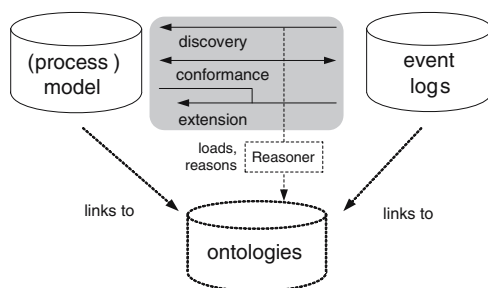 (process )
model
discovery
conformance
extension
event
logs
loads,
reasons
Reasoner
links to
links to
ontologies